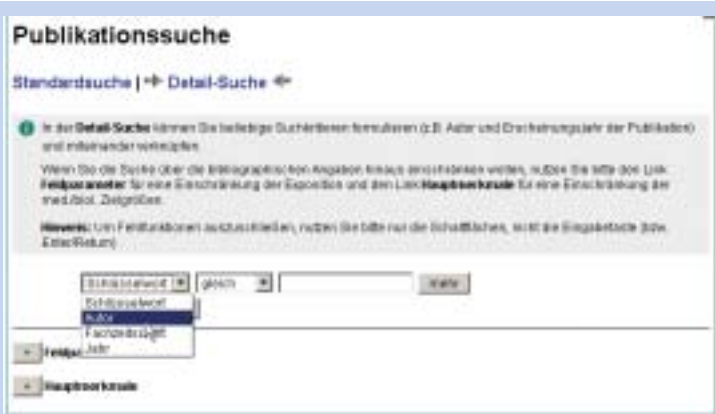 Publikationssuche
Standardsuche | Detail-Suche
In der Detail-Suche können Sie beliebige Suchkriterien formulieren (z.B. Autor und Erscheinungsjahr der Publikation)
und miteinander verknüpfen.
Wenn Sie die Suche über die bibliographischen Angaben hinaus einschränken wollen, nutzen Sie bitte den Link
Feldparameter für eine Einschränkung der Exposition und den Link Hauptmerkmale für eine Einschränkung der
med./biol. Zielgrößen.
Hinweis: Um Fehlfunktionen auszuschließen, nutzen Sie bitte nur die Schaltflächen, nicht die Eingabetaste (bzw.
Enter/Return)
Schlüsselwort gleich mehr
Schlüsselwort
Autor
Fachzeitschrift
Jahr
Hauptmerkmale